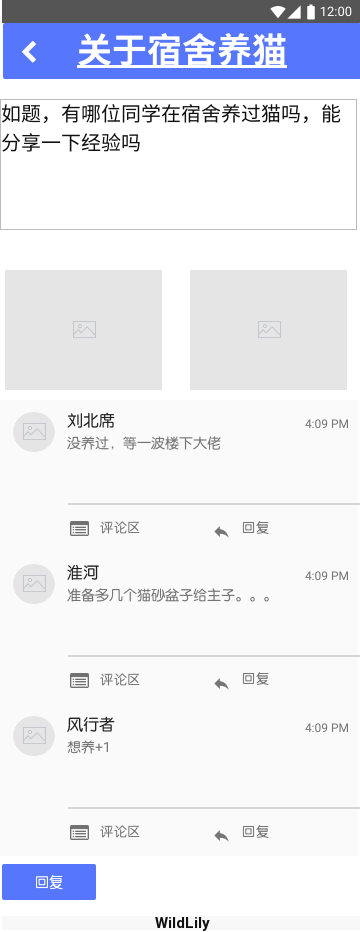 12:00
关于宿舍养猫
如题，有哪位同学在宿舍养过猫吗，能
分享一下经验吗
刘北席
4:09 PM
没养过，等一波楼下大佬
评论区
回复
淮河
4:09 PM
准备多几个猫砂盆子给主子。。。
评论区
回复
风行者
4:09 PM
想养+1
评论区
回复
回复
WildLily